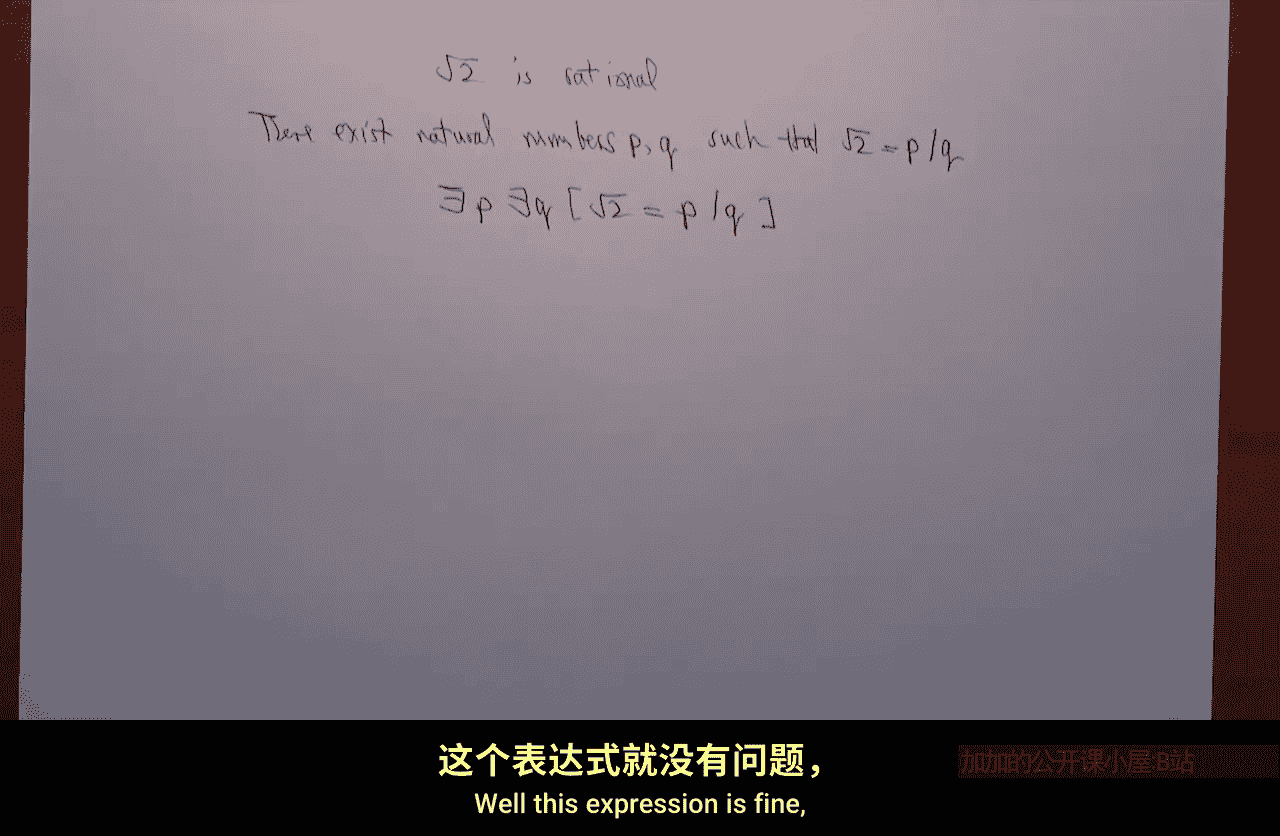 √2 is rational
There exist natural numbers p, q such that √2 = p/q
∃p ∃q [√2 = p/q]
这个表达式就没有问题，
加加的公开课小屋 B站
Well this expression is fine,